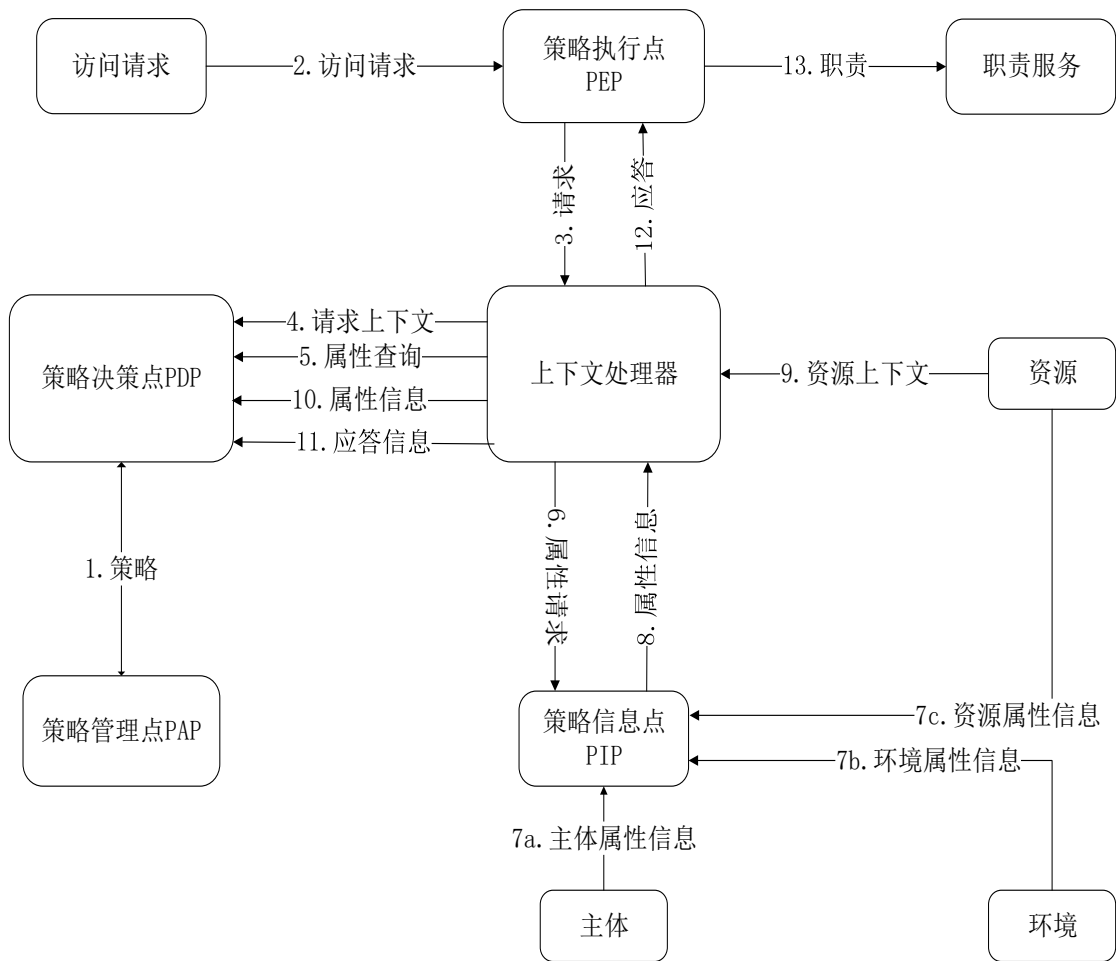 访问请求
2.访问请求
策略执行点
PEP
13.职责
职责服务
3.请求
12.应答
策略决策点PDP
4.请求上下文
5.属性查询
10.属性信息
11.应答信息
上下文处理器
9.资源上下文
资源
1.策略
6.属性请求
8.属性信息
策略管理点PAP
策略信息点
PIP
7c.资源属性信息
7b.环境属性信息
7a.主体属性信息
主体
环境